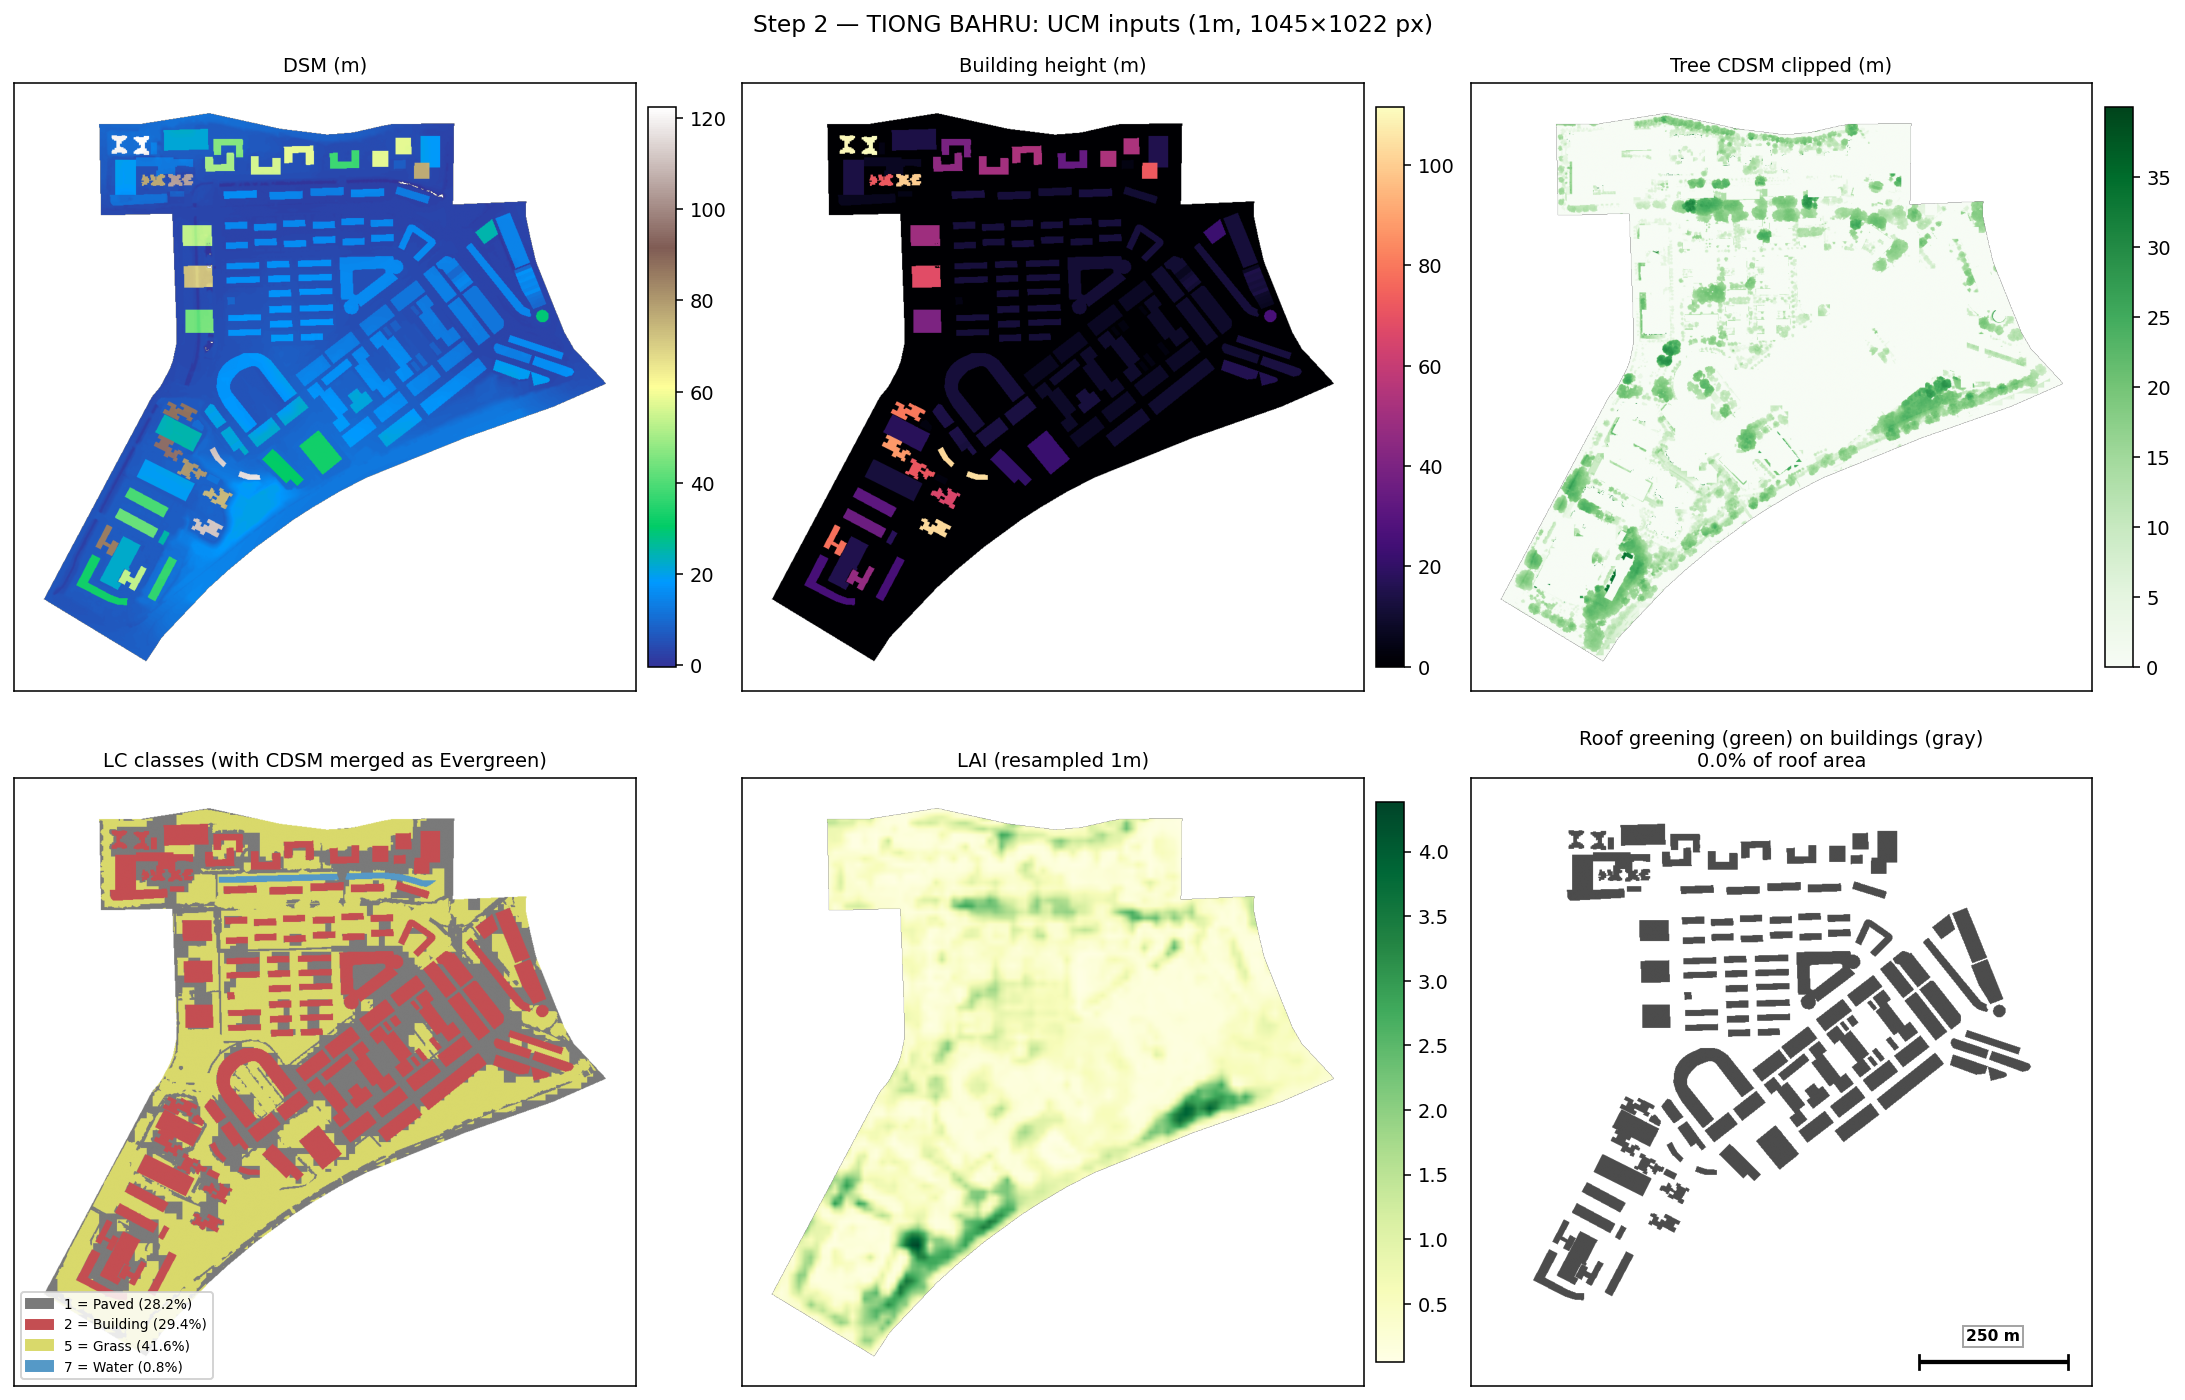 Step 2 — TIONG BAHRU: UCM inputs (1m, 1045×1022 px)
DSM (m)
120
100
80
60
40
20
0
Building height (m)
100
80
60
40
20
0
Tree CDSM clipped (m)
35
30
25
20
15
10
5
0
LC classes (with CDSM merged as Evergreen)
1 = Paved (28.2%)
2 = Building (29.4%)
5 = Grass (41.6%)
7 = Water (0.8%)
LAI (resampled 1m)
4.0
3.5
3.0
2.5
2.0
1.5
1.0
0.5
Roof greening (green) on buildings (gray)
0.0% of roof area
250 m